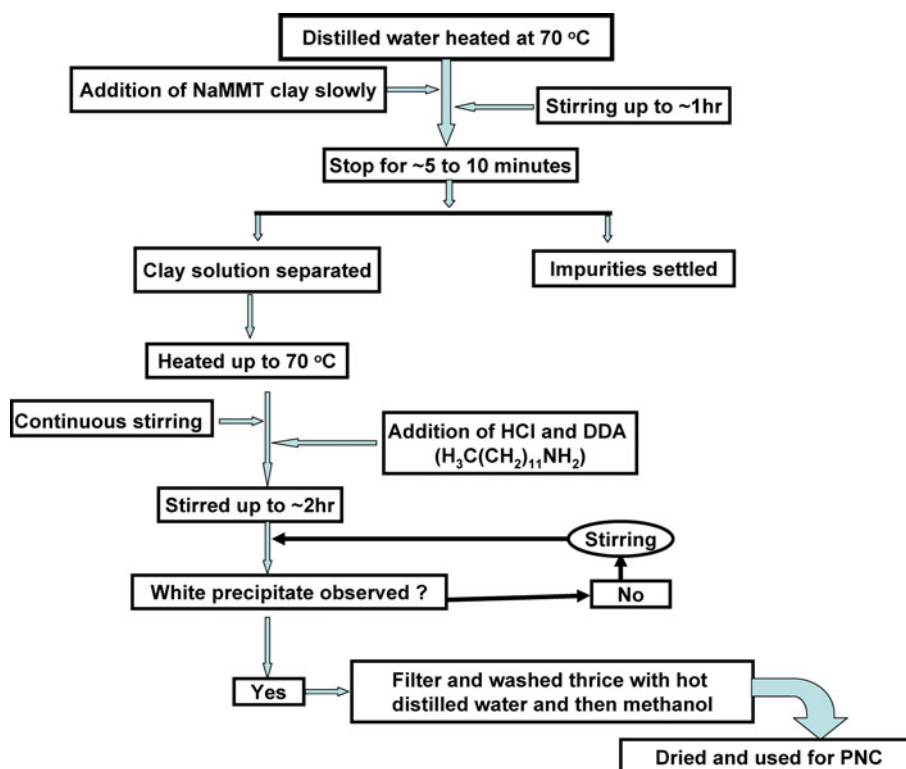 Distilled water heated at 70 °C
Addition of NaMMT clay slowly
Stirring up to ~1hr
Stop for ~5 to 10 minutes
Clay solution separated
Impurities settled
Heated up to 70 °C
Continuous stirring
Addition of HCl and DDA
(H₃C(CH₂)₁₁NH₂)
Stirred up to ~2hr
Stirring
White precipitate observed ?
No
Yes
Filter and washed thrice with hot
distilled water and then methanol
Dried and used for PNC